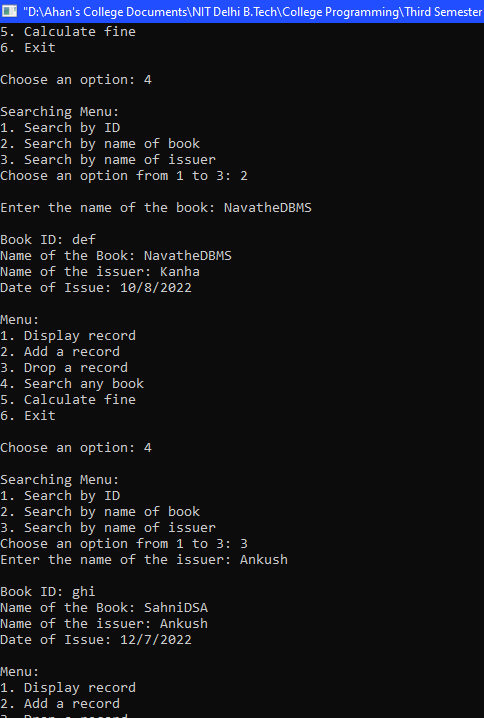 "D:\Ahan's College Documents\NIT Delhi B.Tech\College Programming\Third Semester
5. Calculate fine
6. Exit
Choose an option: 4
Searching Menu:
1. Search by ID
2. Search by name of book
3. Search by name of issuer
Choose an option from 1 to 3: 2
Enter the name of the book: NavatheDBMS
Book ID: def
Name of the Book: NavatheDBMS
Name of the issuer: Kanha
Date of Issue: 10/8/2022
Menu:
1. Display record
2. Add a record
3. Drop a record
4. Search any book
5. Calculate fine
6. Exit
Choose an option: 4
Searching Menu:
1. Search by ID
2. Search by name of book
3. Search by name of issuer
Choose an option from 1 to 3: 3
Enter the name of the issuer: Ankush
Book ID: ghi
Name of the Book: SahniDSA
Name of the issuer: Ankush
Date of Issue: 12/7/2022
Menu:
1. Display record
2. Add a record
3. Drop a record